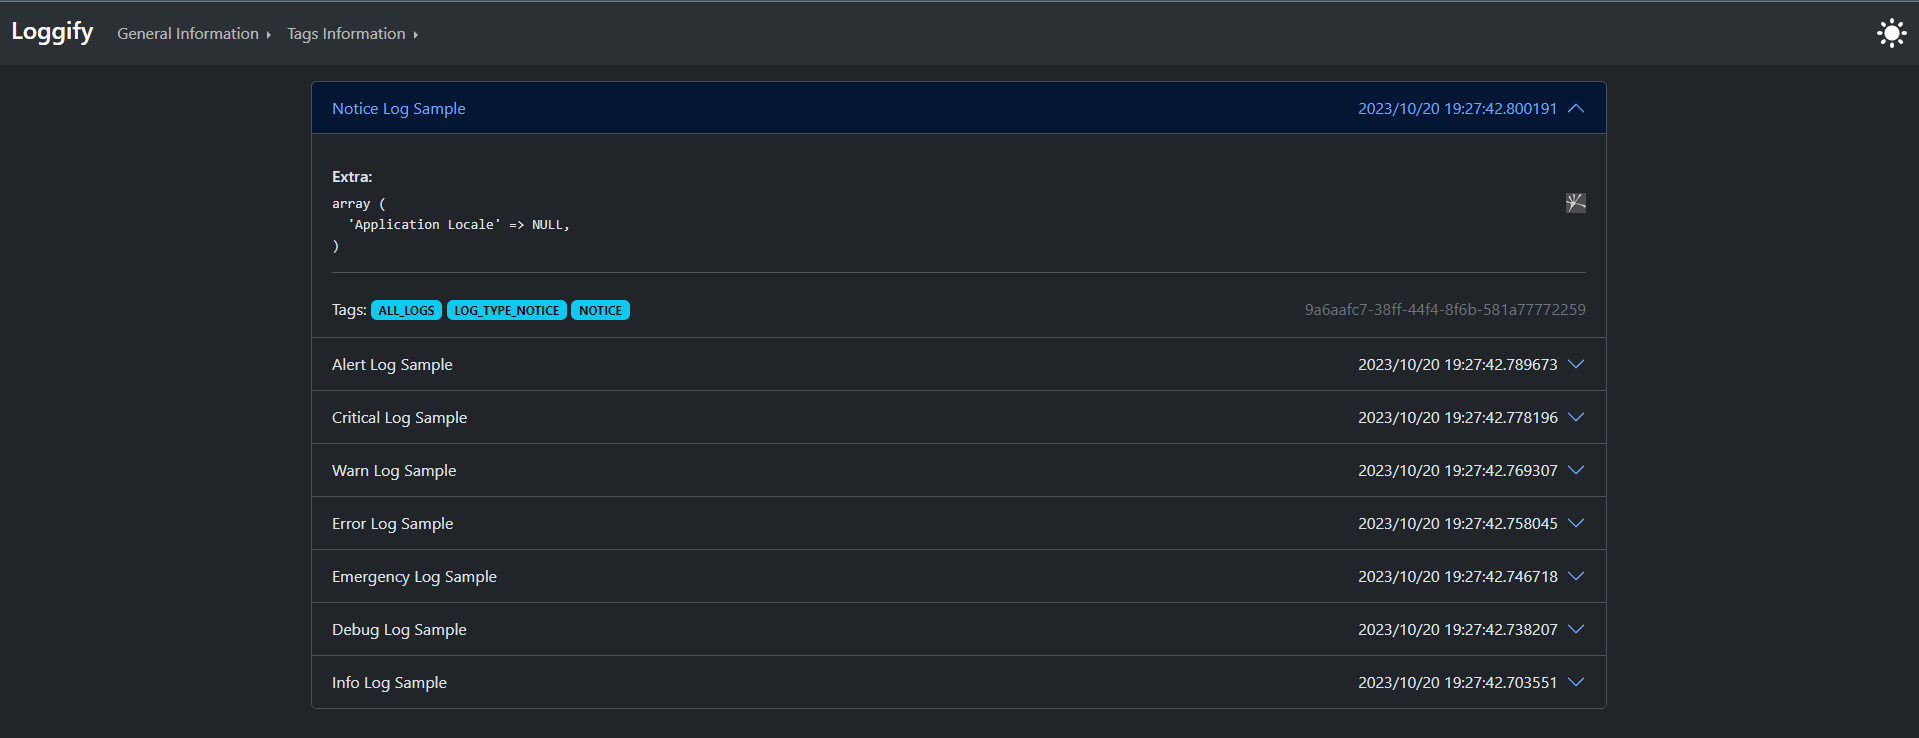 Loggify General Information Tags Information
Notice Log Sample 2023/10/20 19:27:42.800191
Extra:
array (
  'Application Locale' => NULL,
)
Tags: ALL_LOGS LOG_TYPE_NOTICE NOTICE 9a6aafc7-38ff-44f4-8f6b-581a77772259
Alert Log Sample 2023/10/20 19:27:42.789673
Critical Log Sample 2023/10/20 19:27:42.778196
Warn Log Sample 2023/10/20 19:27:42.769307
Error Log Sample 2023/10/20 19:27:42.758045
Emergency Log Sample 2023/10/20 19:27:42.746718
Debug Log Sample 2023/10/20 19:27:42.738207
Info Log Sample 2023/10/20 19:27:42.703551